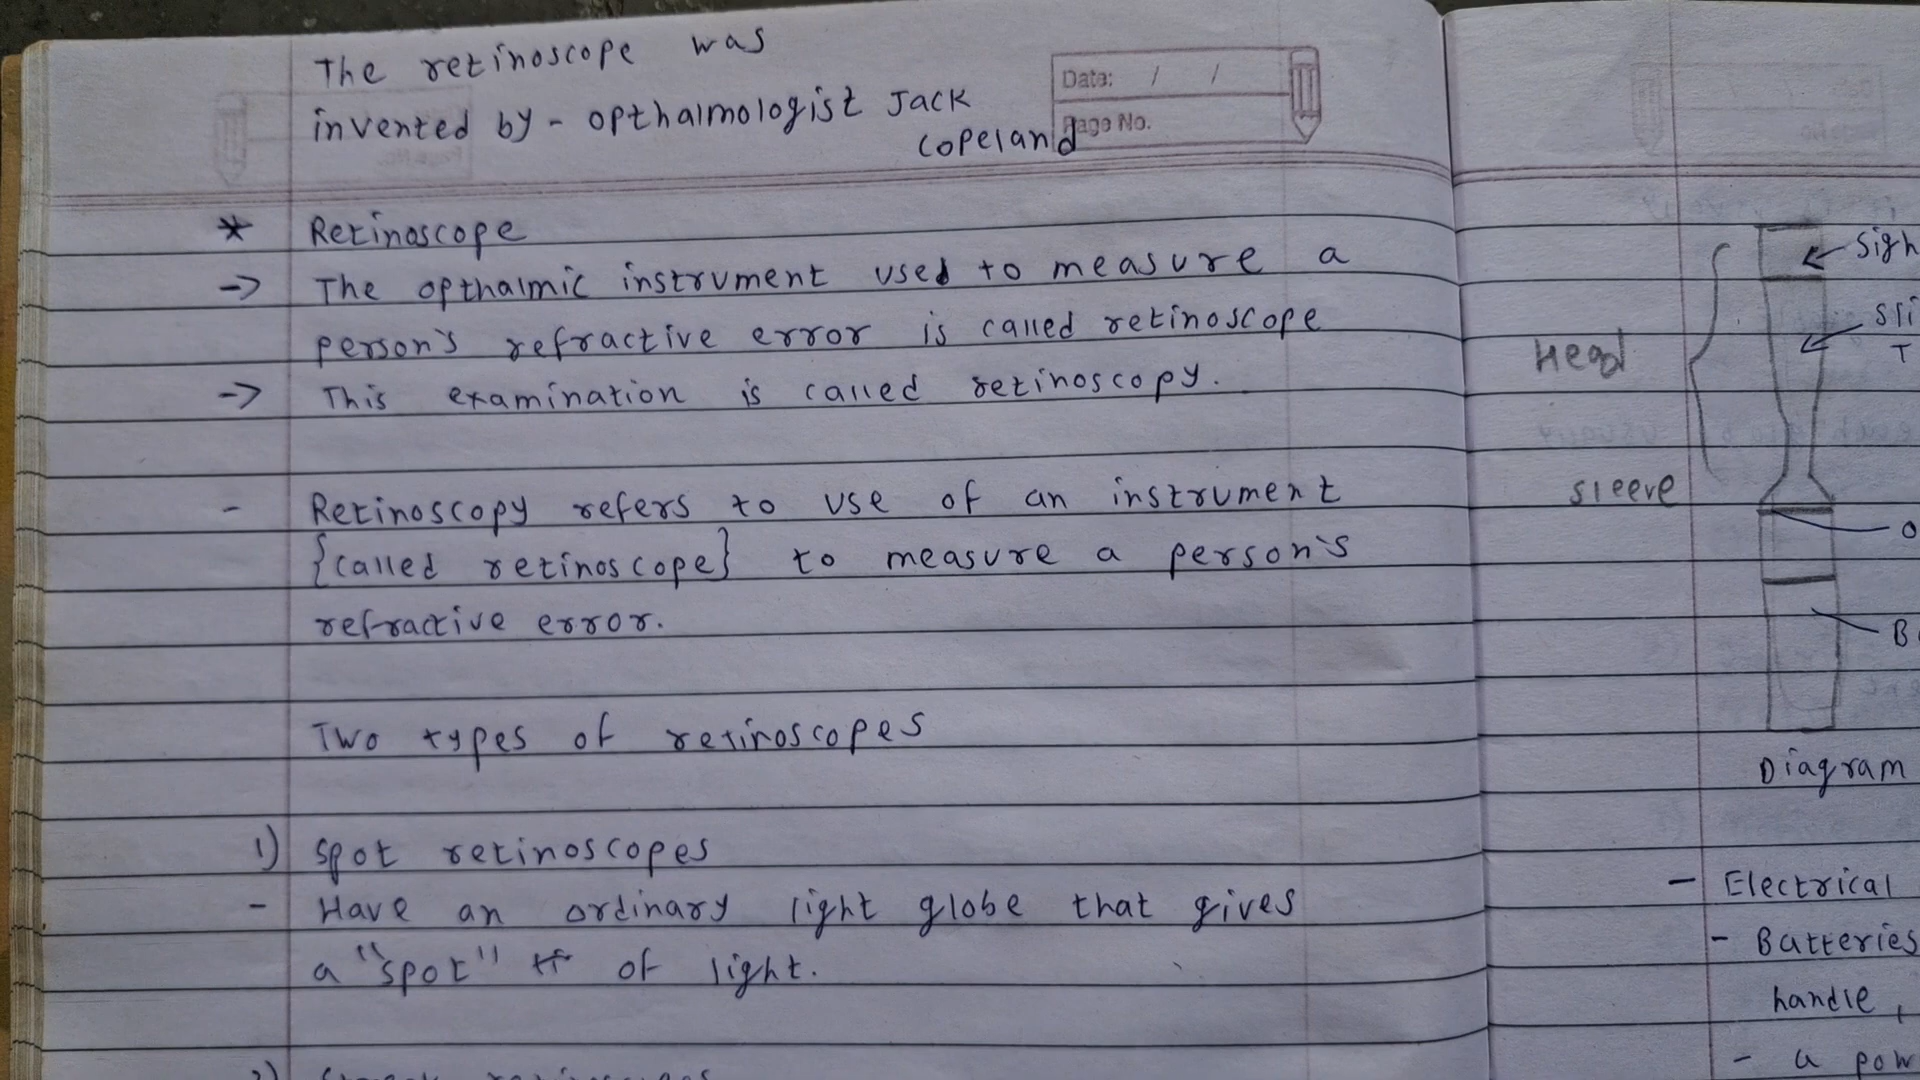 The retinoscope was
invented by - opthalmologist Jack
copeland
Date: / /
Page No.
* Retinoscope
-> The opthalmic instrument used to measure a
person's refractive error is called retinoscope
-> This examination is called retinoscopy.
- Retinoscopy refers to use of an instrument
{called retinoscope} to measure a person's
refractive error.
Two types of retinoscopes
1) spot retinoscopes
- Have an ordinary light globe that gives
a "spot" of light.
Head
sleeve
Diagram
- Electrical
- Batteries
handle,
- a